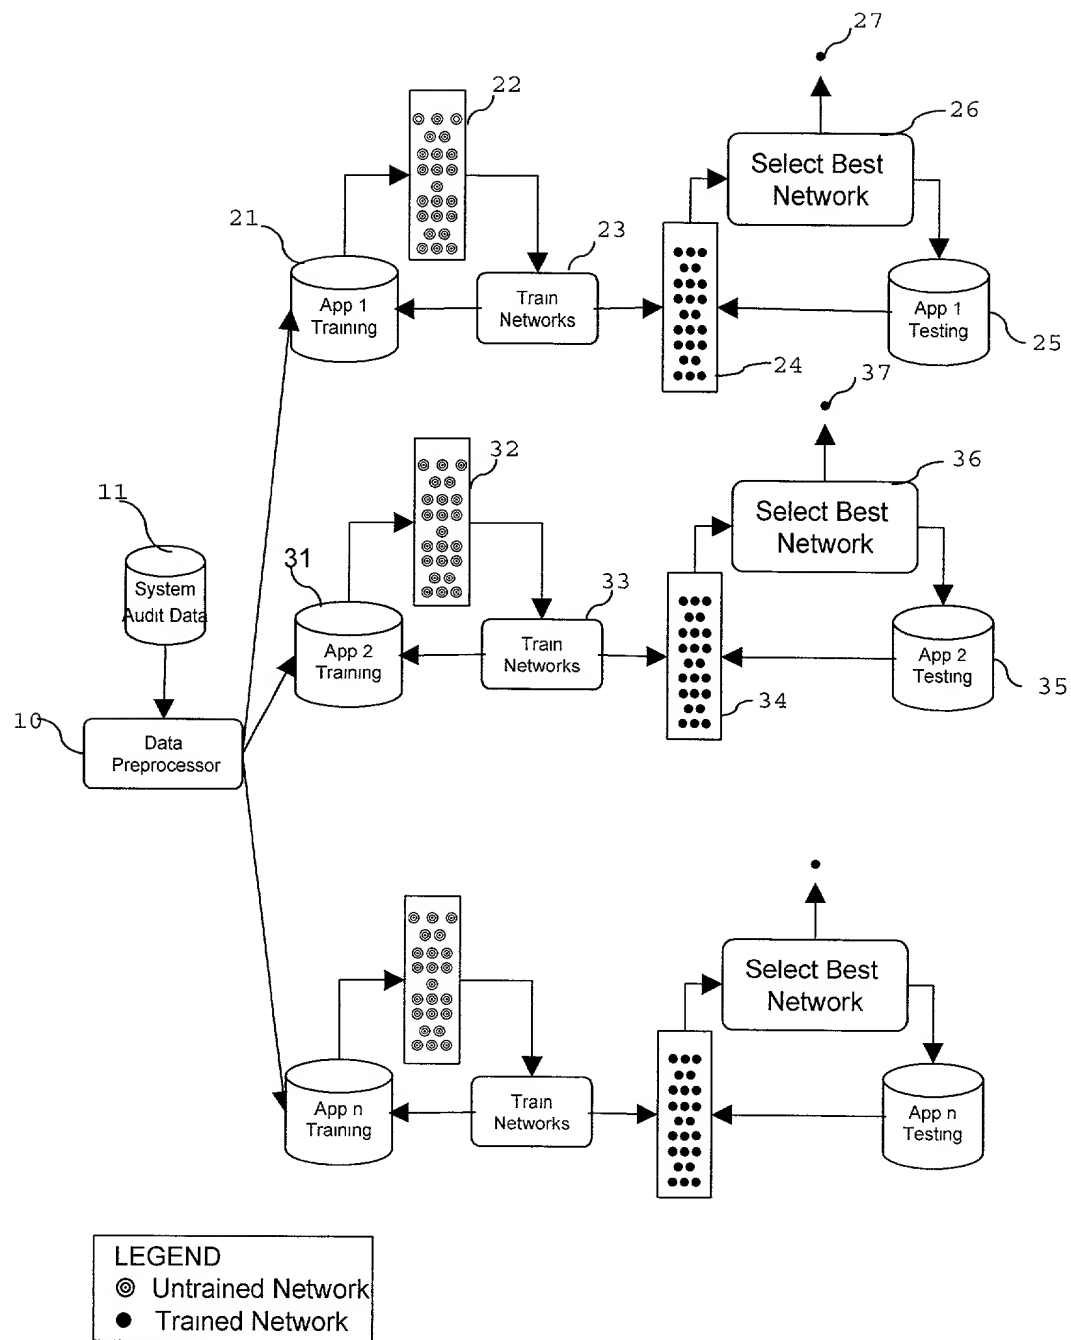 27
22
26
Select Best
Network
21
23
App 1
Training
Train
Networks
App 1
Testing
25
24
37
32
36
Select Best
Network
11
System
Audit Data
31
33
App 2
Training
Train
Networks
App 2
Testing
35
34
10
Data
Preprocessor
Select Best
Network
App n
Training
Train
Networks
App n
Testing
LEGEND
Untrained Network
Trained Network